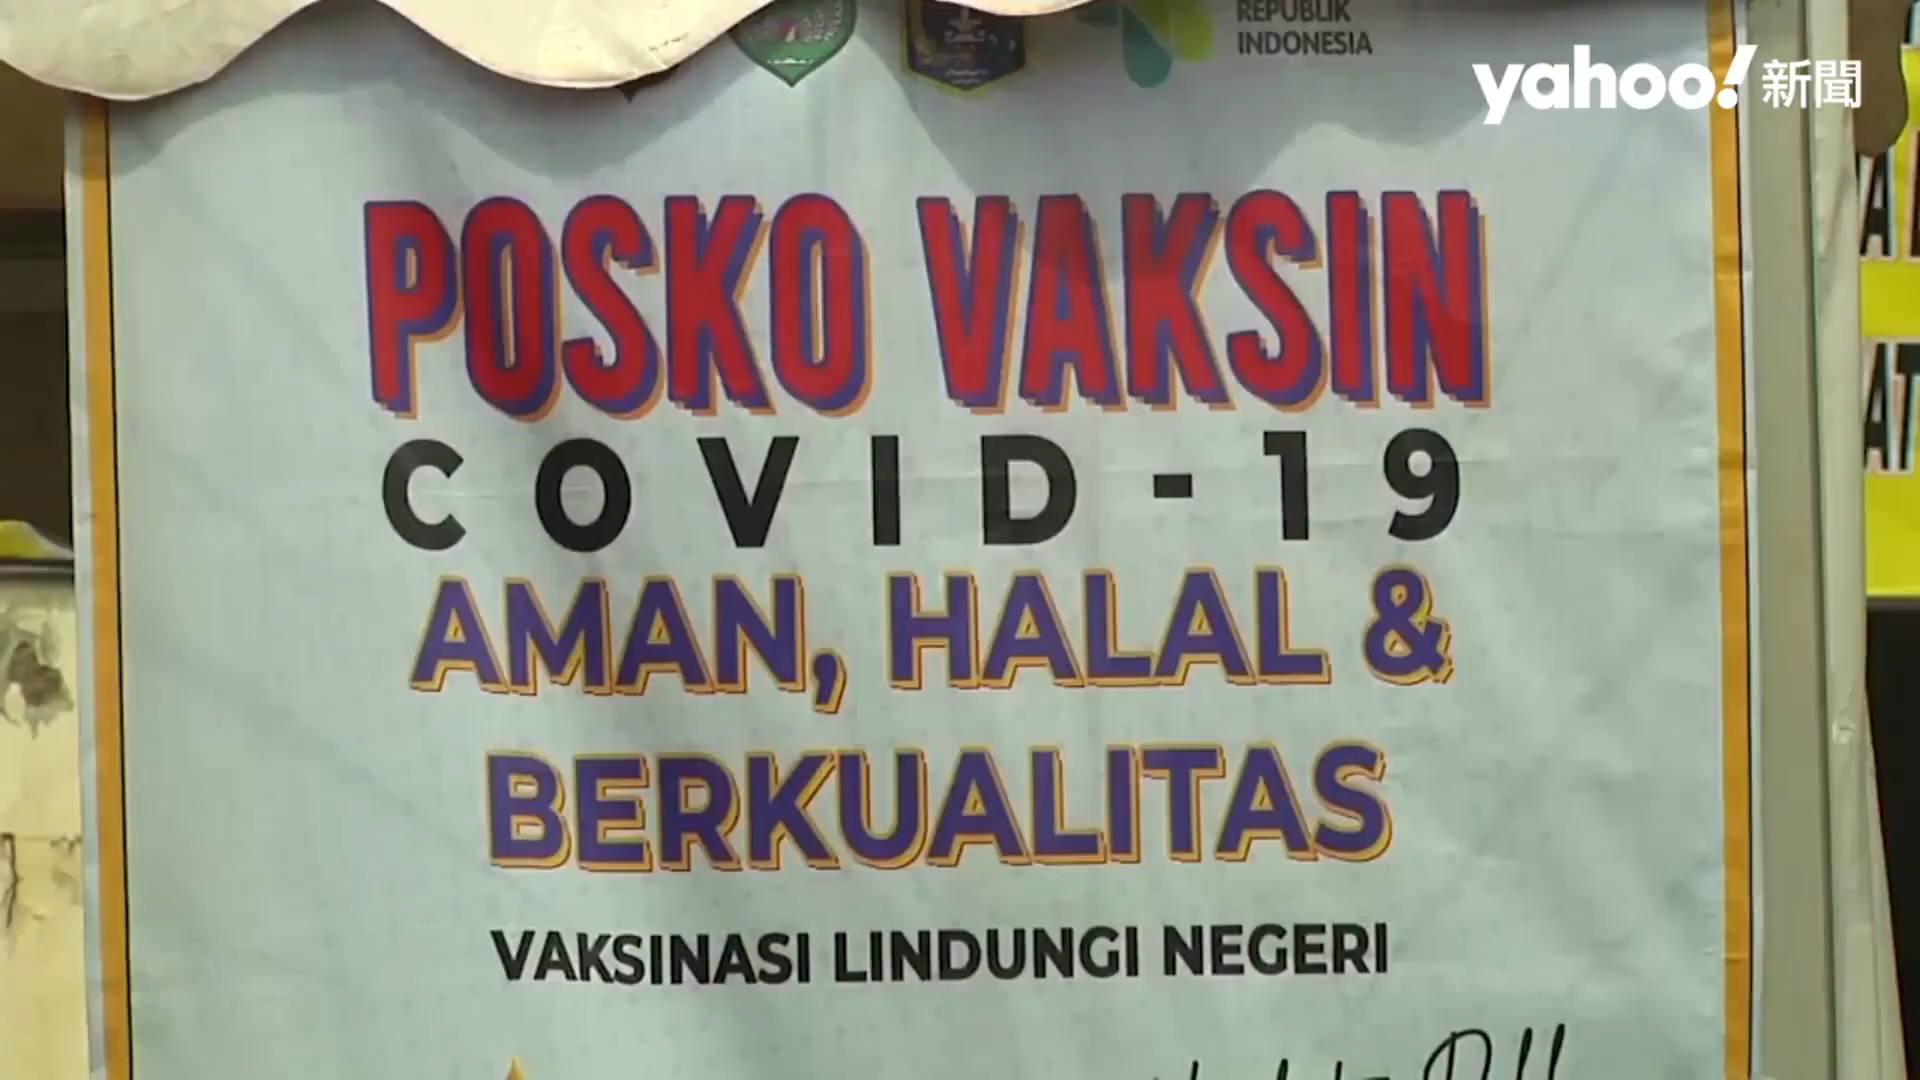 REPUBLIK
INDONESIA
yahoo!新聞
POSKO VAKSIN
COVID-19
AMAN, HALAL &
BERKUALITAS
VAKSINASI LINDUNGI NEGERI